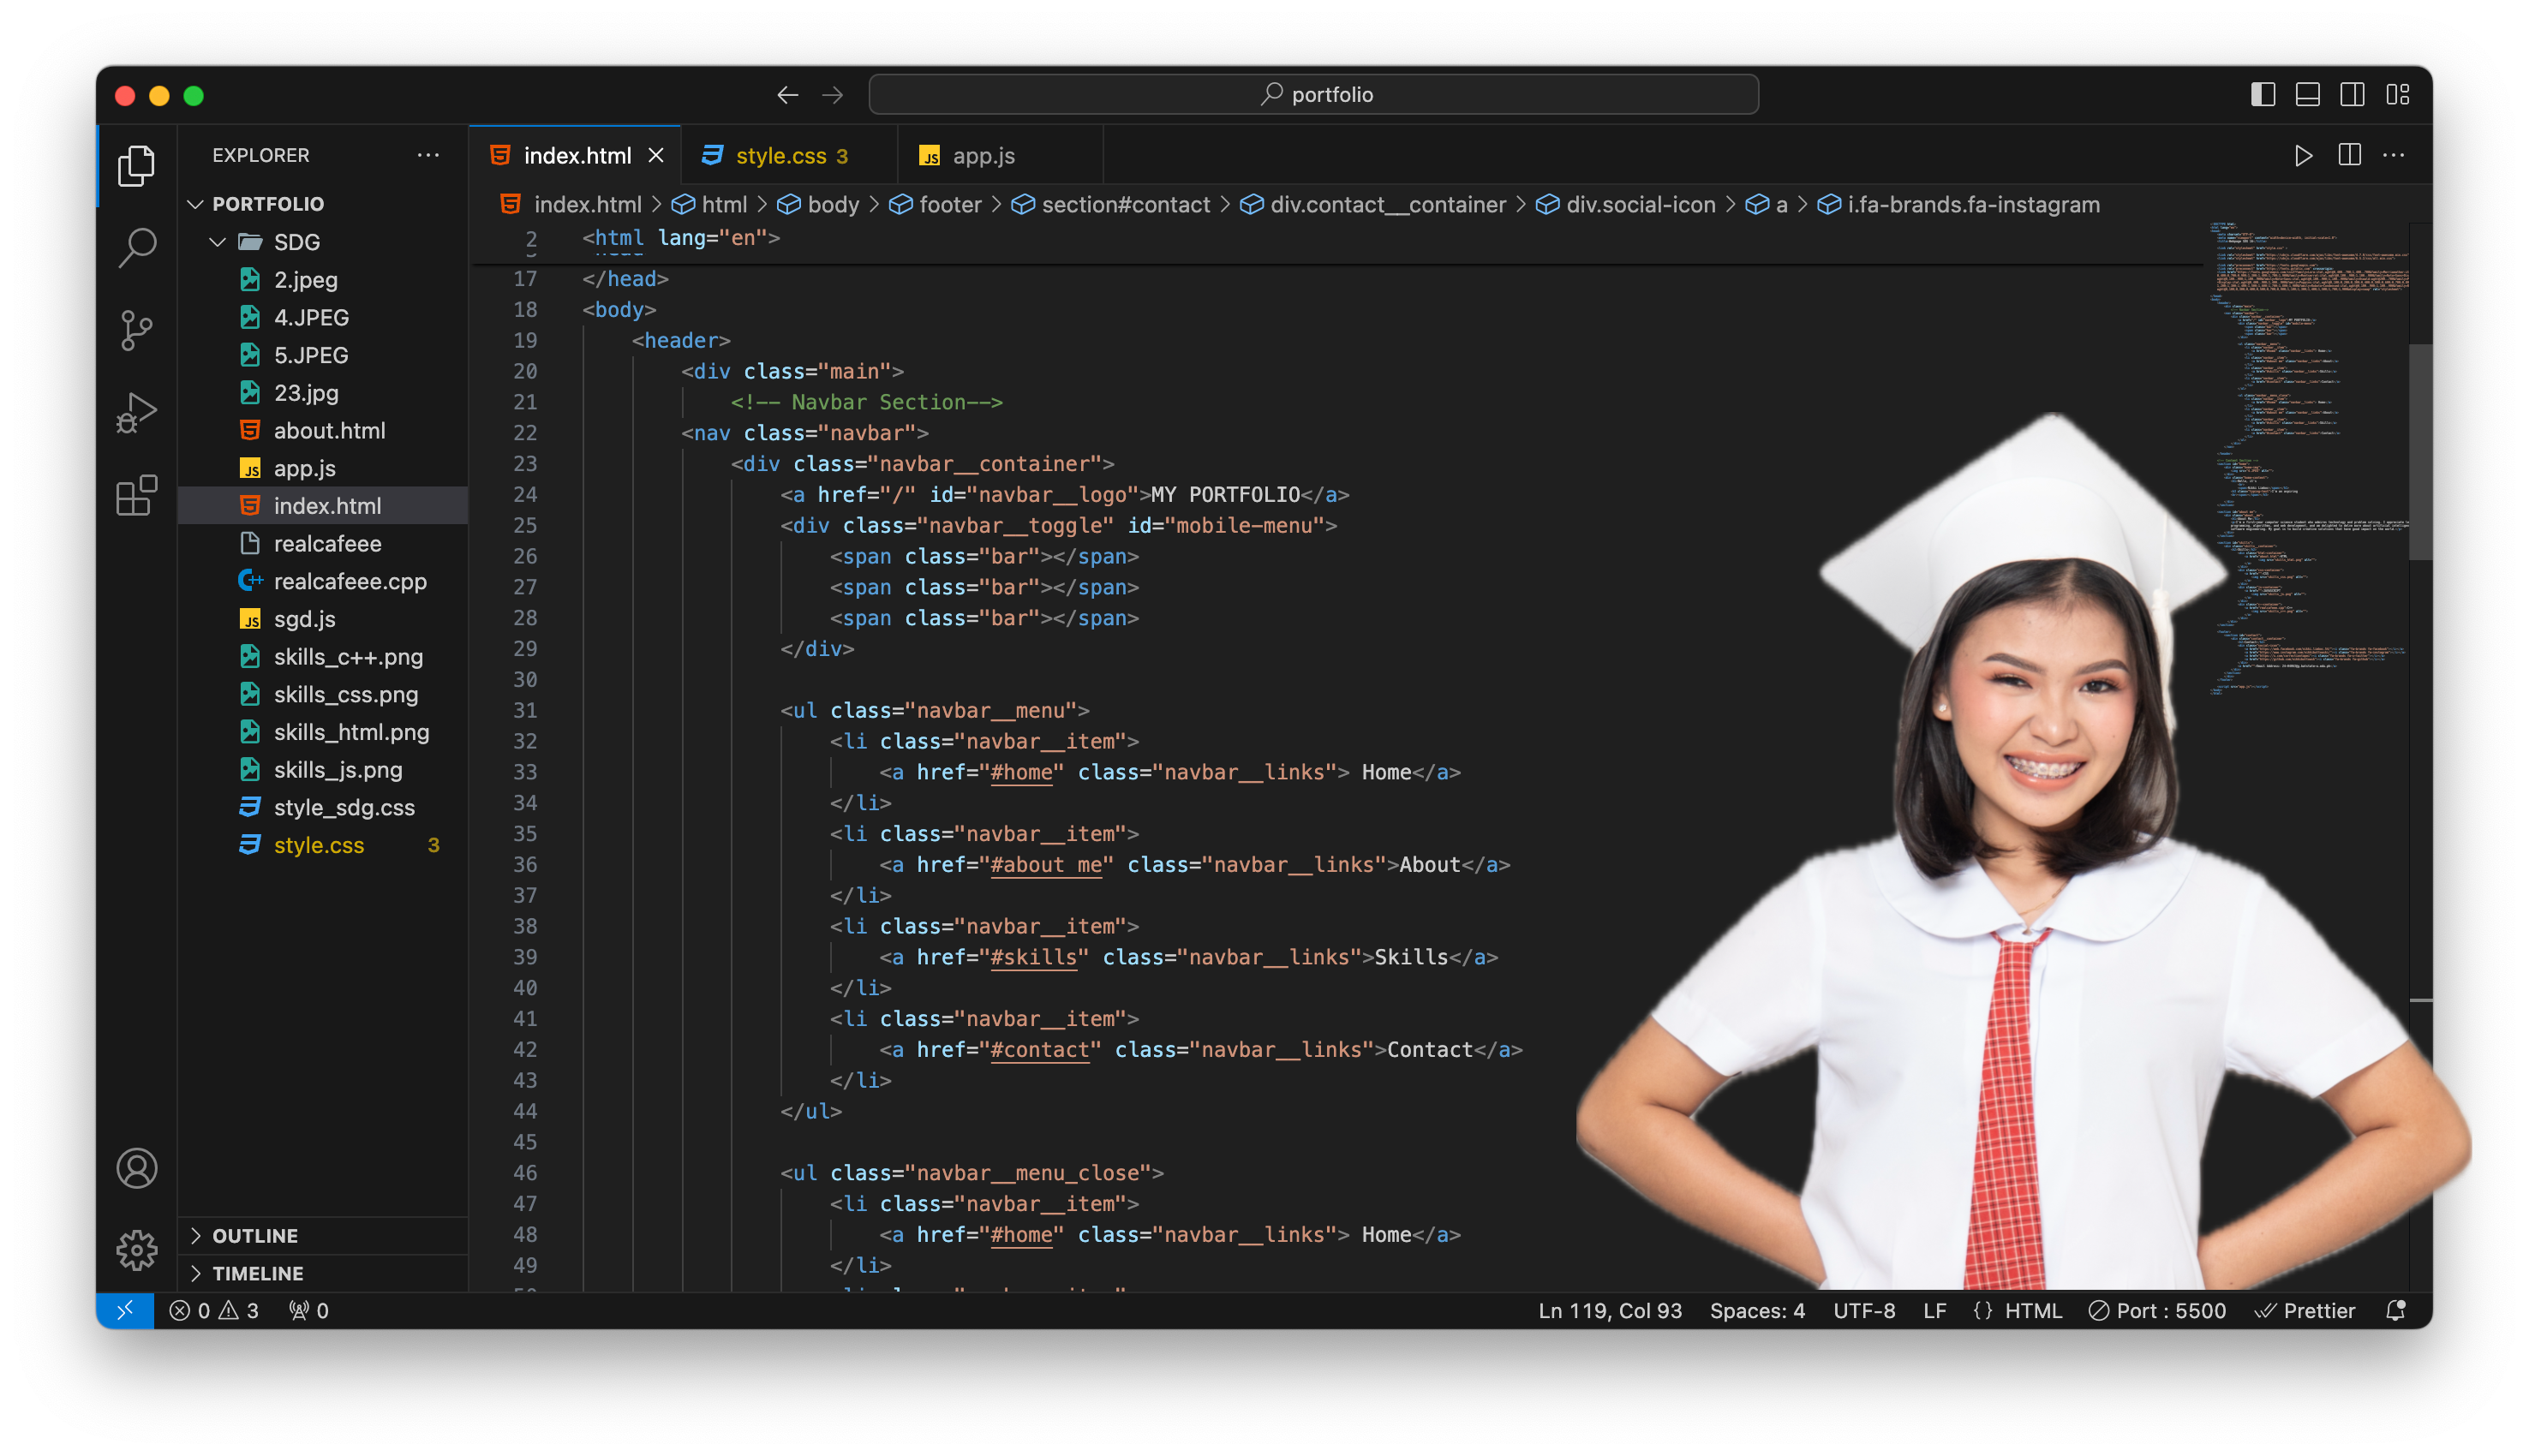 portfolio
EXPLORER
PORTFOLIO
SDG
2.jpeg
4.JPEG
5.JPEG
23.jpg
about.html
app.js
index.html
realcafeee
realcafeee.cpp
sgd.js
skills_c++.png
skills_css.png
skills_html.png
skills_js.png
style_sdg.css
style.css 3
OUTLINE
TIMELINE
index.html style.css 3 app.js
index.html > html > body > footer > section#contact > div.contact__container > div.social-icon > a > i.fa-brands.fa-instagram
2 <html lang="en">
17 </head>
18 <body>
19 <header>
20 <div class="main">
21 <!-- Navbar Section-->
22 <nav class="navbar">
23 <div class="navbar__container">
24 <a href="/" id="navbar__logo">MY PORTFOLIO</a>
25 <div class="navbar__toggle" id="mobile-menu">
26 <span class="bar"></span>
27 <span class="bar"></span>
28 <span class="bar"></span>
29 </div>
30
31 <ul class="navbar__menu">
32 <li class="navbar__item">
33 <a href="#home" class="navbar__links"> Home</a>
34 </li>
35 <li class="navbar__item">
36 <a href="#about me" class="navbar__links">About</a>
37 </li>
38 <li class="navbar__item">
39 <a href="#skills" class="navbar__links">Skills</a>
40 </li>
41 <li class="navbar__item">
42 <a href="#contact" class="navbar__links">Contact</a>
43 </li>
44 </ul>
45
46 <ul class="navbar__menu_close">
47 <li class="navbar__item">
48 <a href="#home" class="navbar__links"> Home</a>
49 </li>
0 3 0
Ln 119, Col 93 Spaces: 4 UTF-8 LF {} HTML Port : 5500 Prettier